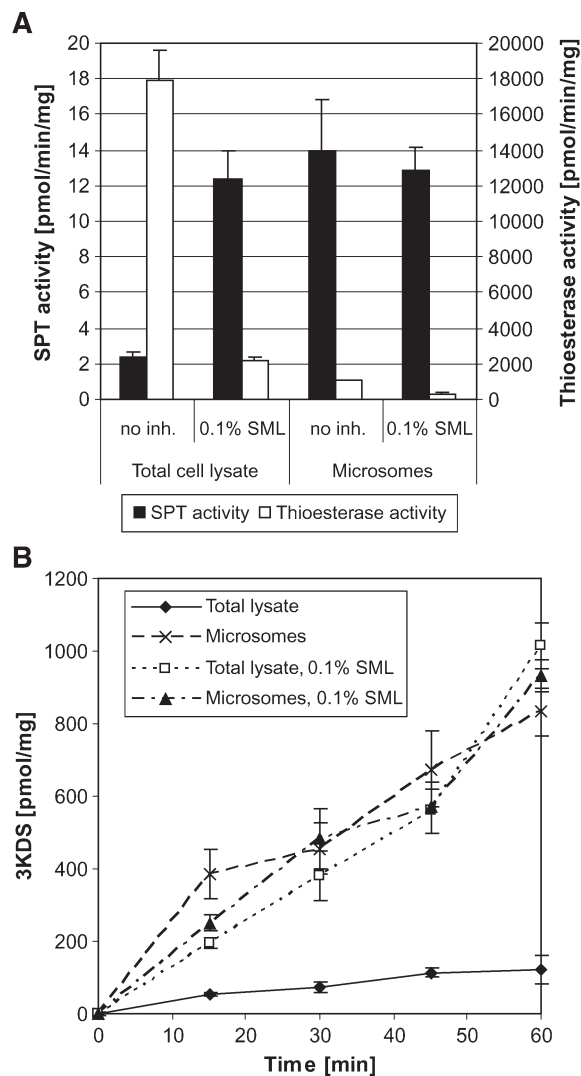 A
SPT activity [pmol/min/mg]
20
18
16
14
12
10
8
6
4
2
0
20000
18000
16000
14000
12000
10000
8000
6000
4000
2000
0
Thioesterase activity [pmol/min/mg]
no inh.
0.1% SML
no inh.
0.1% SML
Total cell lysate
Microsomes
SPT activity
Thioesterase activity
B
3KDS [pmol/mg]
1200
1000
800
600
400
200
0
Total lysate
Microsomes
Total lysate, 0.1% SML
Microsomes, 0.1% SML
0
10
20
30
40
50
60
Time [min]